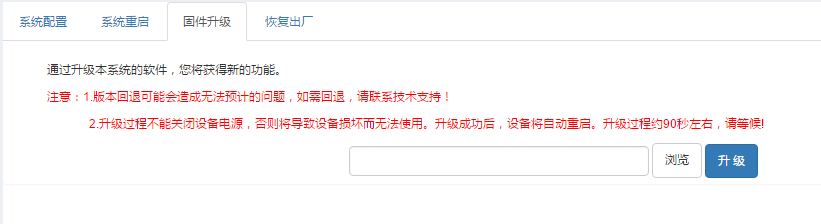 系统配置 系统重启 固件升级 恢复出厂
通过升级本系统的软件，您将获得新的功能。
注意：1.版本回退可能会造成无法预计的问题，如需回退，请联系技术支持！
2.升级过程不能关闭设备电源，否则将导致设备损坏而无法使用。升级成功后，设备将自动重启。升级过程约90秒左右，请等候!
浏览 升级